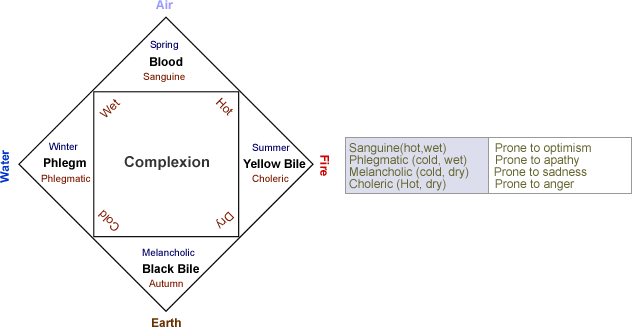 Air
Spring
Blood
Sanguine
Wet
Hot
Water
Winter
Phlegm
Phlegmatic
Complexion
Summer
Yellow Bile
Choleric
Fire
Cold
Dry
Melancholic
Black Bile
Autumn
Earth
Sanguine(hot,wet) Prone to optimism
Phlegmatic (cold, wet) Prone to apathy
Melancholic (cold, dry) Prone to sadness
Choleric (Hot, dry) Prone to anger